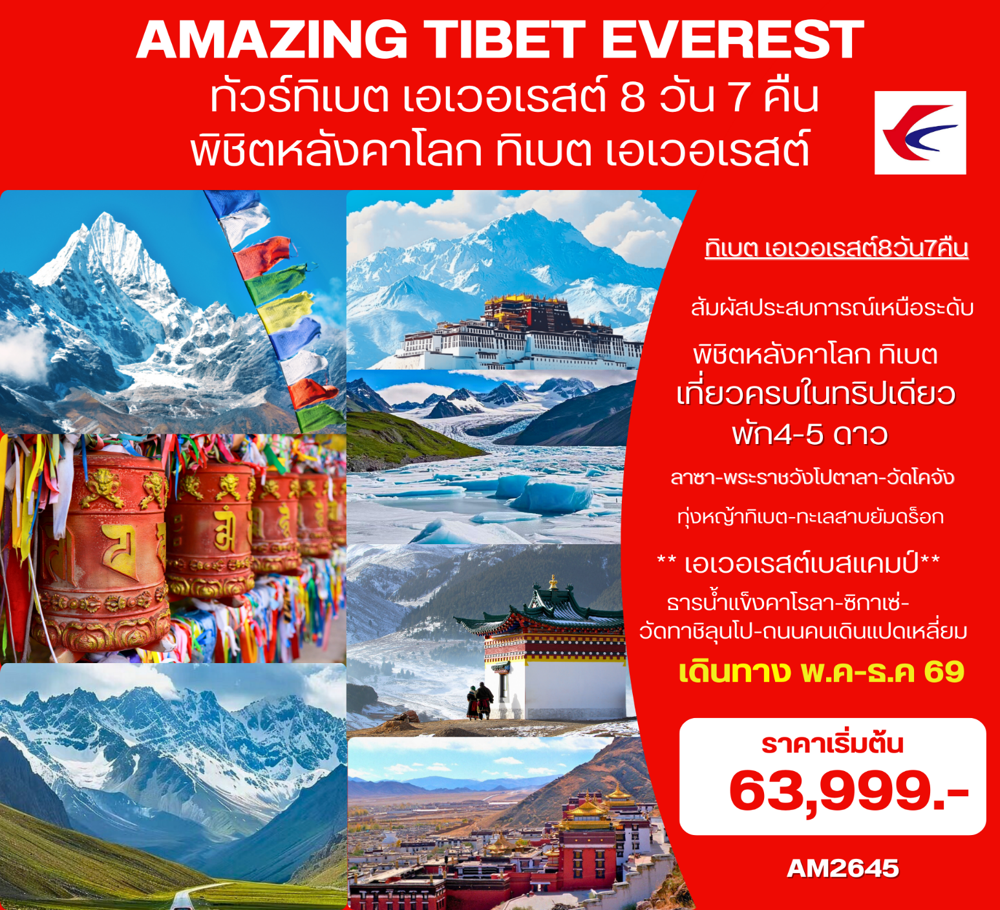 AMAZING TIBET EVEREST
ทัวร์ทิเบต เอเวอเรสต์ 8 วัน 7 คืน
พิชิตหลังคาโลก ทิเบต เอเวอเรสต์
ทิเบต เอเวอเรสต์8วัน7คืน
สัมผัสประสบการณ์เหนือระดับ
พิชิตหลังคาโลก ทิเบต
เที่ยวครบในทริปเดียว
พัก4-5 ดาว
ลาซา-พระราชวังโปตาลา-วัดโคจัง
ทุ่งหญ้าทิเบต-ทะเลสาบยัมดร็อก
** เอเวอเรสต์เบสแคมป์**
ธารน้ำแข็งคาโรลา-ซิกาเซ่-
วัดทาชิลุนโป-ถนนคนเดินแปดเหลี่ยม
เดินทาง พ.ค-ธ.ค 69
ราคาเริ่มต้น
63,999.-
AM2645